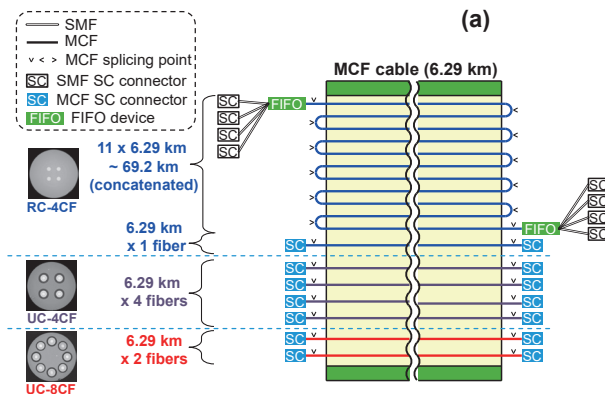 (a)
SMF
MCF
MCF splicing point
SC SMF SC connector
SC MCF SC connector
FIFO FIFO device
MCF cable (6.29 km)
SC
SC
SC
SC
FIFO
11 x 6.29 km
~ 69.2 km
(concatenated)
RC-4CF
SC
SC
SC
SC
FIFO
6.29 km
x 1 fiber
SC
SC
6.29 km
x 4 fibers
UC-4CF
SC
SC
SC
SC
SC
SC
SC
SC
6.29 km
x 2 fibers
UC-8CF
SC
SC
SC
SC